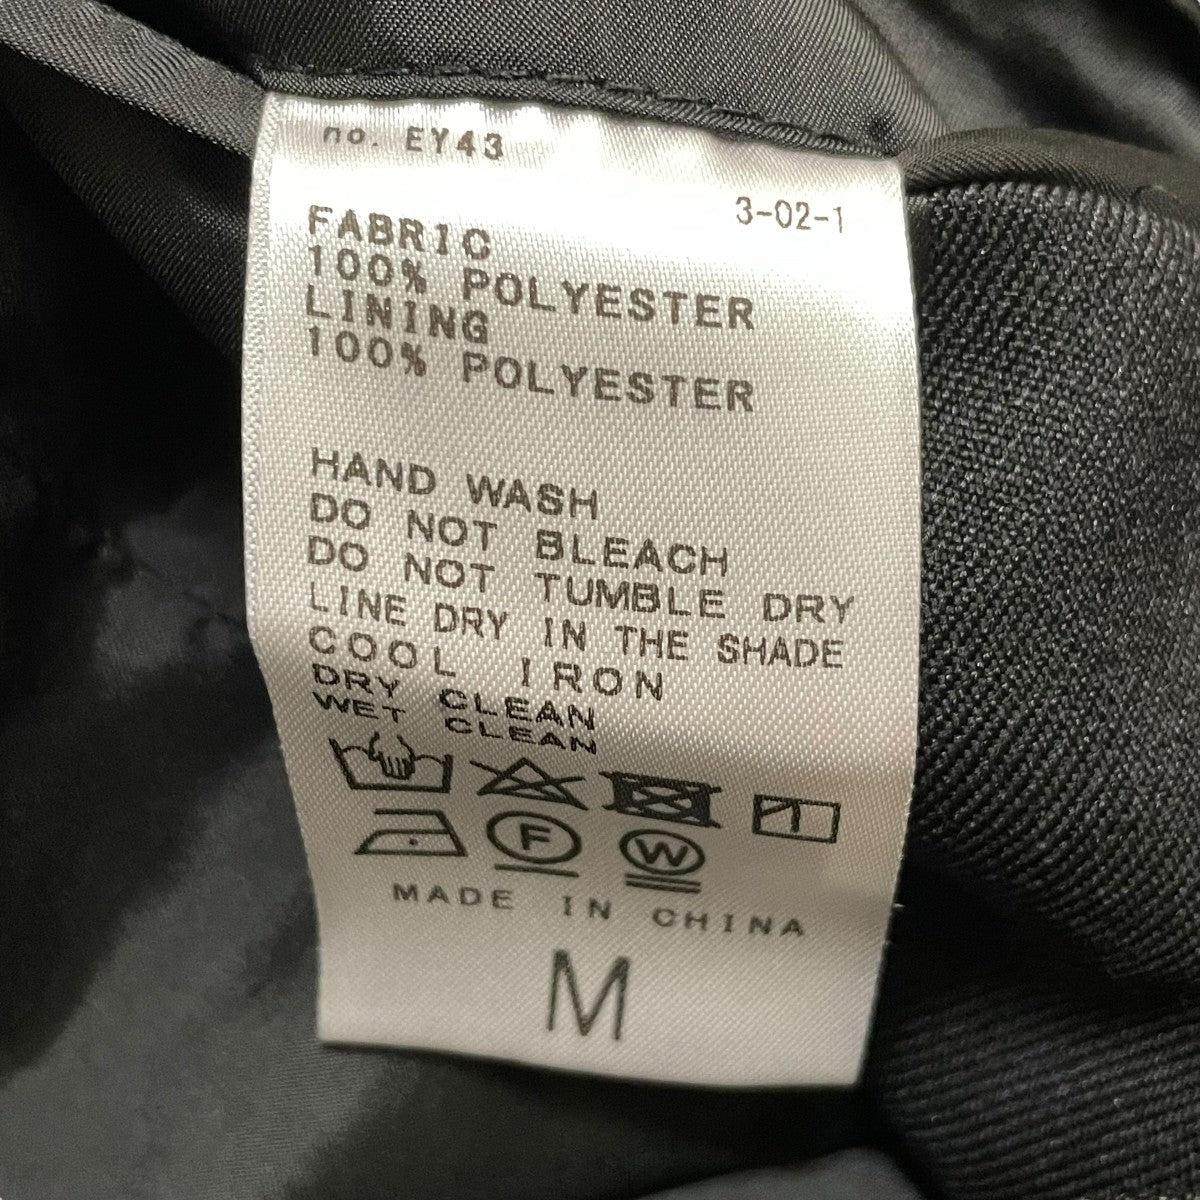 no. EY43
3-02-1
FABRIC
100% POLYESTER
LINING
100% POLYESTER
HAND WASH
DO NOT BLEACH
DO NOT TUMBLE DRY
LINE DRY IN THE SHADE
COOL IRON
DRY CLEAN
WET CLEAN
F
W
MADE IN CHINA
M